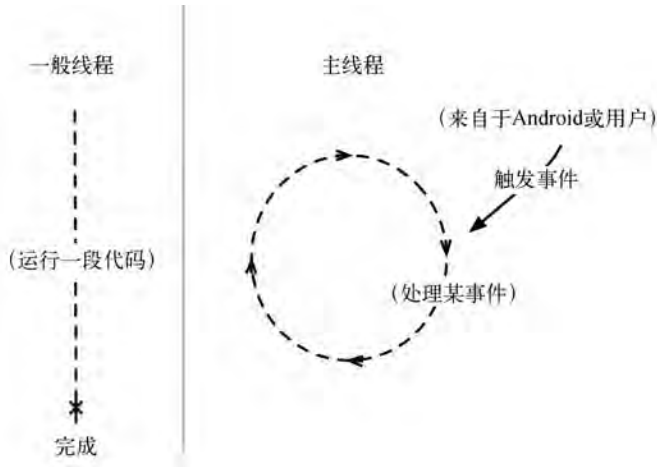 一般线程
主线程
(来自于Android或用户)
触发事件
(运行一段代码)
(处理某事件)
完成